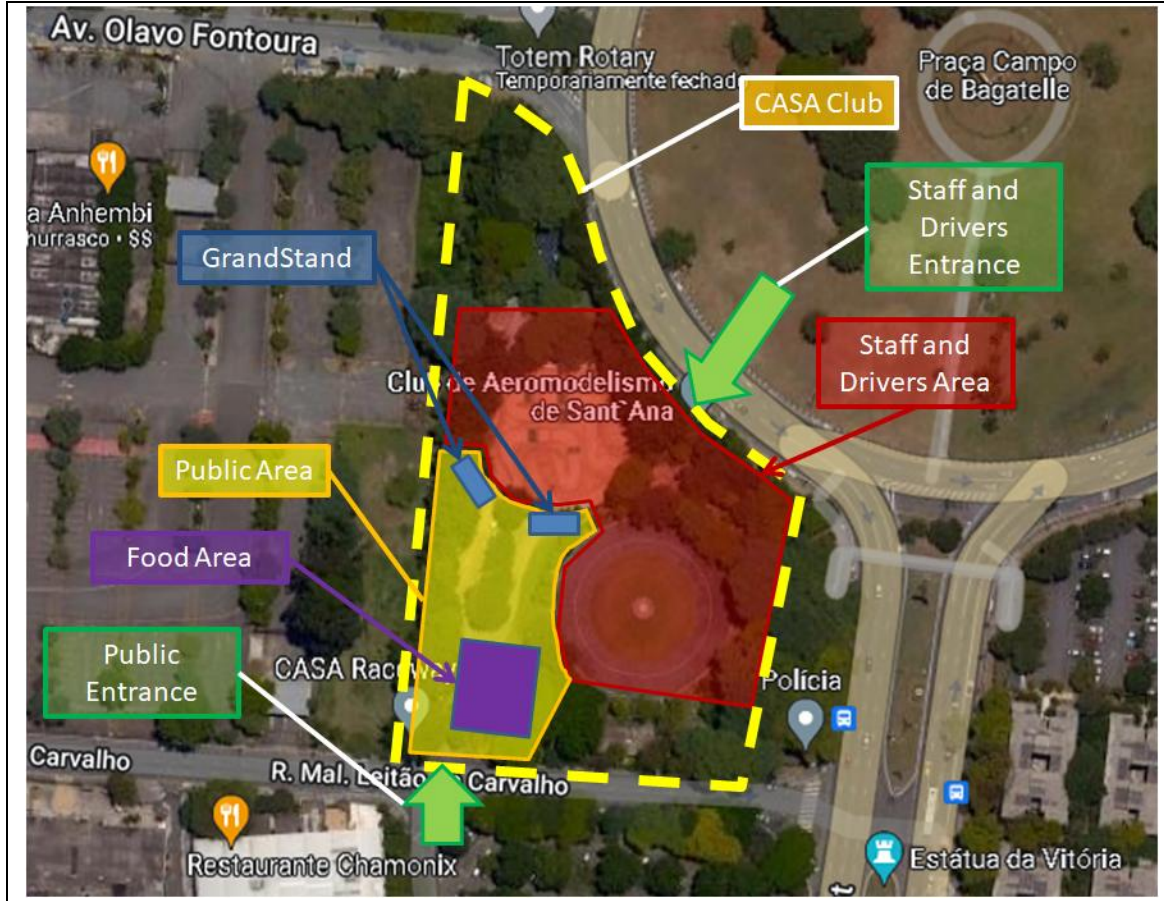 Av. Olavo Fontoura
Totem Rotary
Temporariamente fechado
Praça Campo
de Bagatelle
CASA Club
Staff and
Drivers
Entrance
a Anhembi
hurrasco • $$
GrandStand
Staff and
Drivers Area
Clube de Aeromodelismo
de Sant`Ana
Public Area
Food Area
Public
Entrance
CASA Raceway
Polícia
Carvalho
R. Mal. Leitão de Carvalho
Restaurante Chamonix
Estátua da Vitória